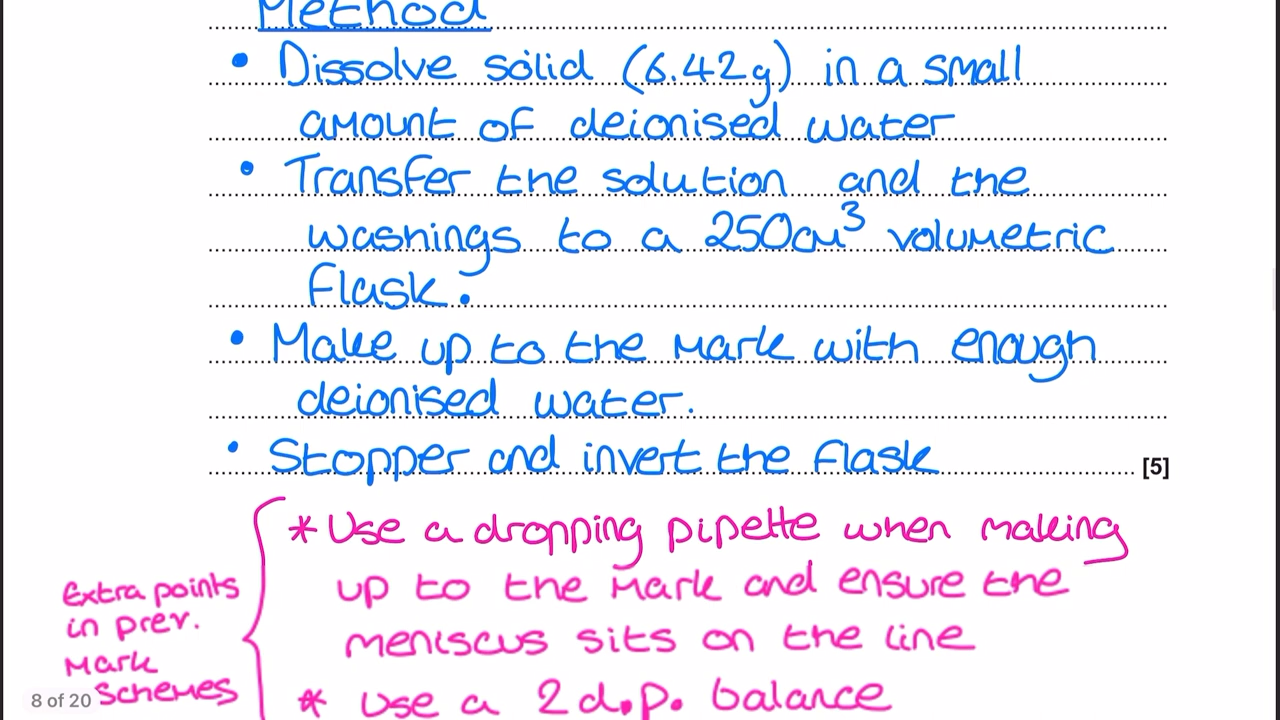 Method
• Dissolve solid (6.42g) in a small
amount of deionised water
• Transfer the solution and the
washings to a 250cm³ volumetric
flask.
• Make up to the mark with enough
deionised water.
• Stopper and invert the flask
[5]
* Use a dropping pipette when making
up to the mark and ensure the
meniscus sits on the line
* Use a 2 d.p. balance
Extra points
in prev.
mark
schemes
8 of 20